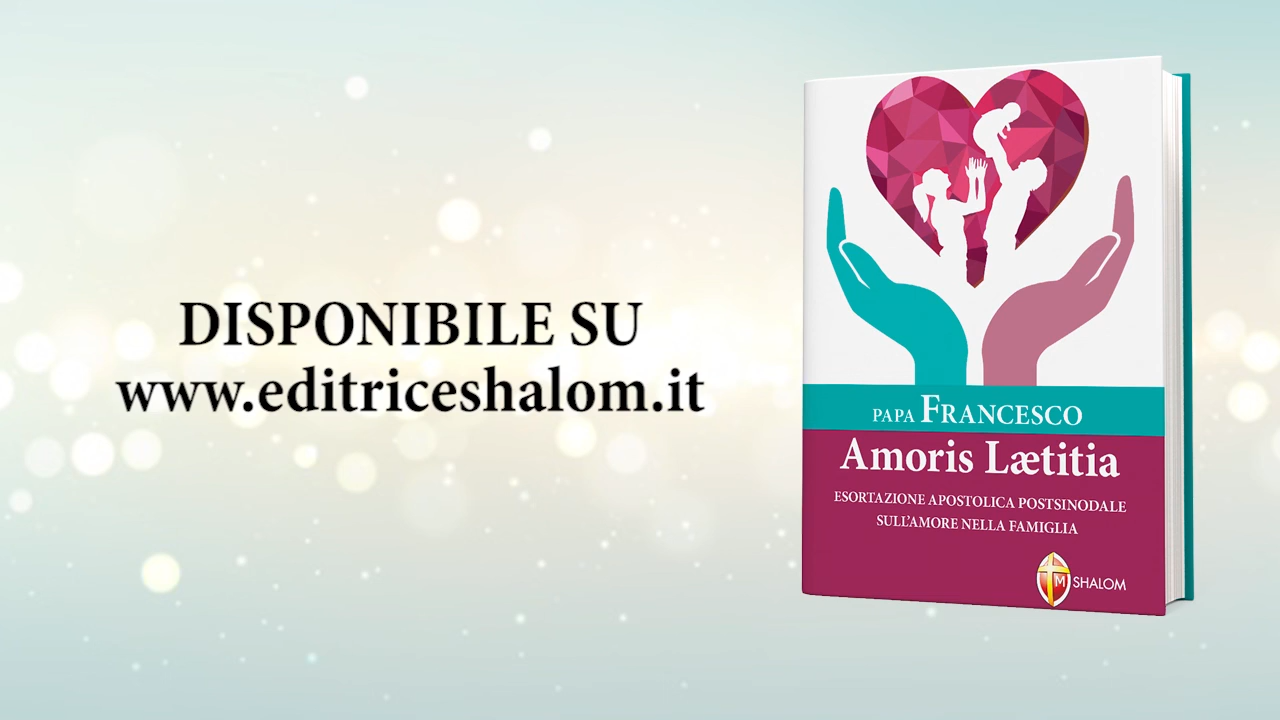 DISPONIBILE SU
www.editriceshalom.it
PAPA FRANCESCO
Amoris Lætitia
ESORTAZIONE APOSTOLICA POSTSINODALE
SULL'AMORE NELLA FAMIGLIA
M SHALOM